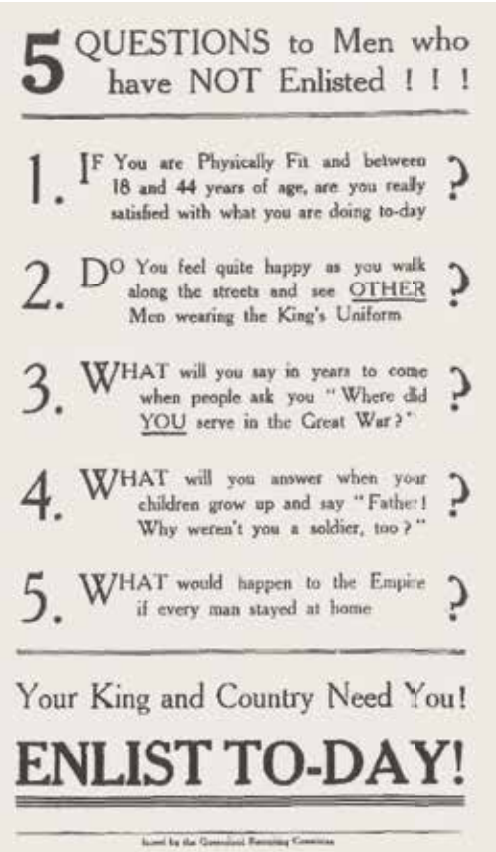 5 QUESTIONS to Men who
have NOT Enlisted ! ! !
1. IF You are Physically Fit and between
18 and 44 years of age, are you really
satisfied with what you are doing to-day ?
2. DO You feel quite happy as you walk
along the streets and see OTHER
Men wearing the King's Uniform ?
3. WHAT will you say in years to come
when people ask you "Where did
YOU serve in the Great War?" ?
4. WHAT will you answer when your
children grow up and say "Father!
Why weren't you a soldier, too?" ?
5. WHAT would happen to the Empire
if every man stayed at home ?
Your King and Country Need You!
ENLIST TO-DAY!
Issued by the Queensland Recruiting Committee